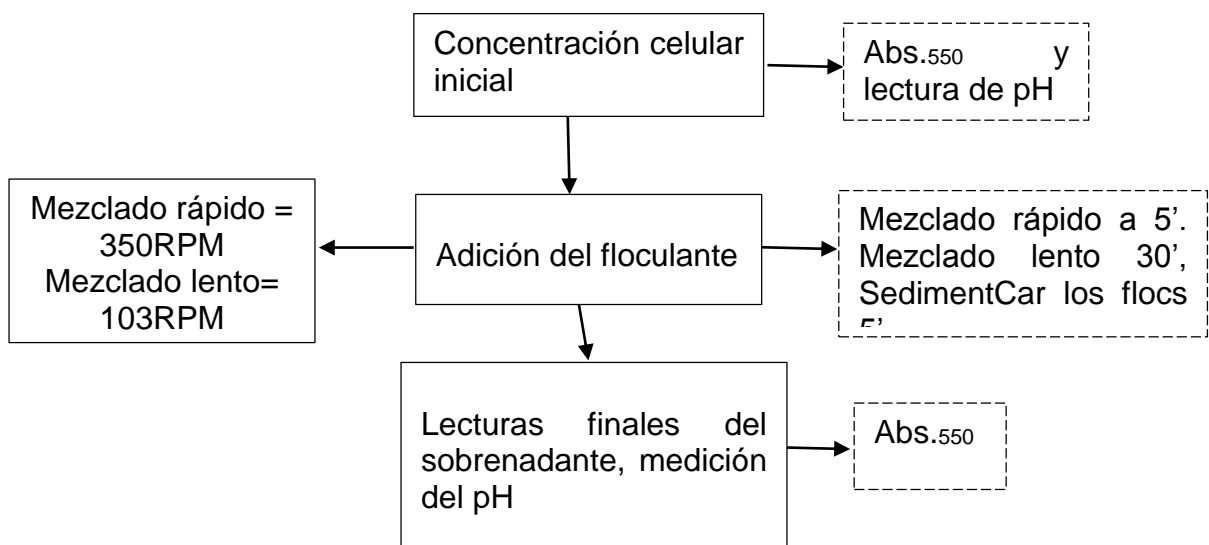 Concentración celular
inicial
Abs.550 y
lectura de pH
Mezclado rápido =
350RPM
Mezclado lento=
103RPM
Adición del floculante
Mezclado rápido a 5’.
Mezclado lento 30’,
SedimentCar los flocs
5’
Lecturas finales del
sobrenadante, medición
del pH
Abs.550